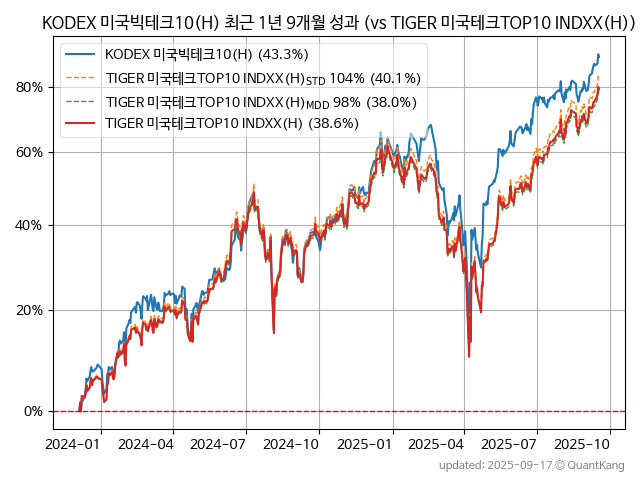 KODEX 미국빅테크10(H) 최근 1년 9개월 성과 (vs TIGER 미국테크TOP10 INDXX(H))
KODEX 미국빅테크10(H) (43.3%)
TIGER 미국테크TOP10 INDXX(H)STD 104% (40.1%)
TIGER 미국테크TOP10 INDXX(H)MDD 98% (38.0%)
TIGER 미국테크TOP10 INDXX(H) (38.6%)
80%
60%
40%
20%
0%
2024-01 2024-04 2024-07 2024-10 2025-01 2025-04 2025-07 2025-10
updated: 2025-09-17 © QuantKang